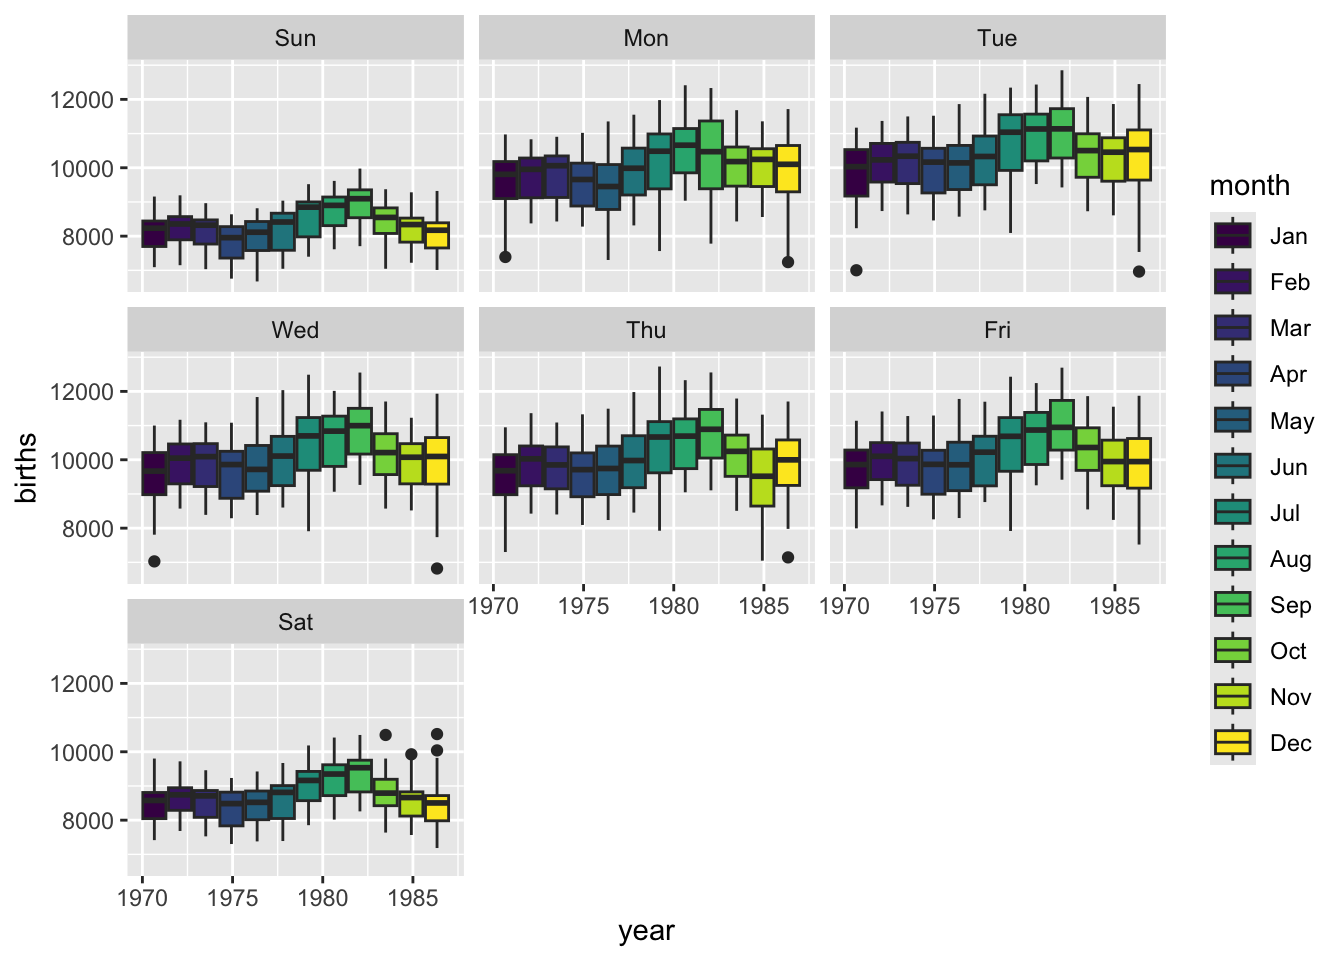 Sun
Mon
Tue
12000
10000
8000
Wed
Thu
Fri
12000
10000
8000
1970 1975 1980 1985
1970 1975 1980 1985
Sat
12000
10000
8000
1970 1975 1980 1985
births
year
month
Jan
Feb
Mar
Apr
May
Jun
Jul
Aug
Sep
Oct
Nov
Dec